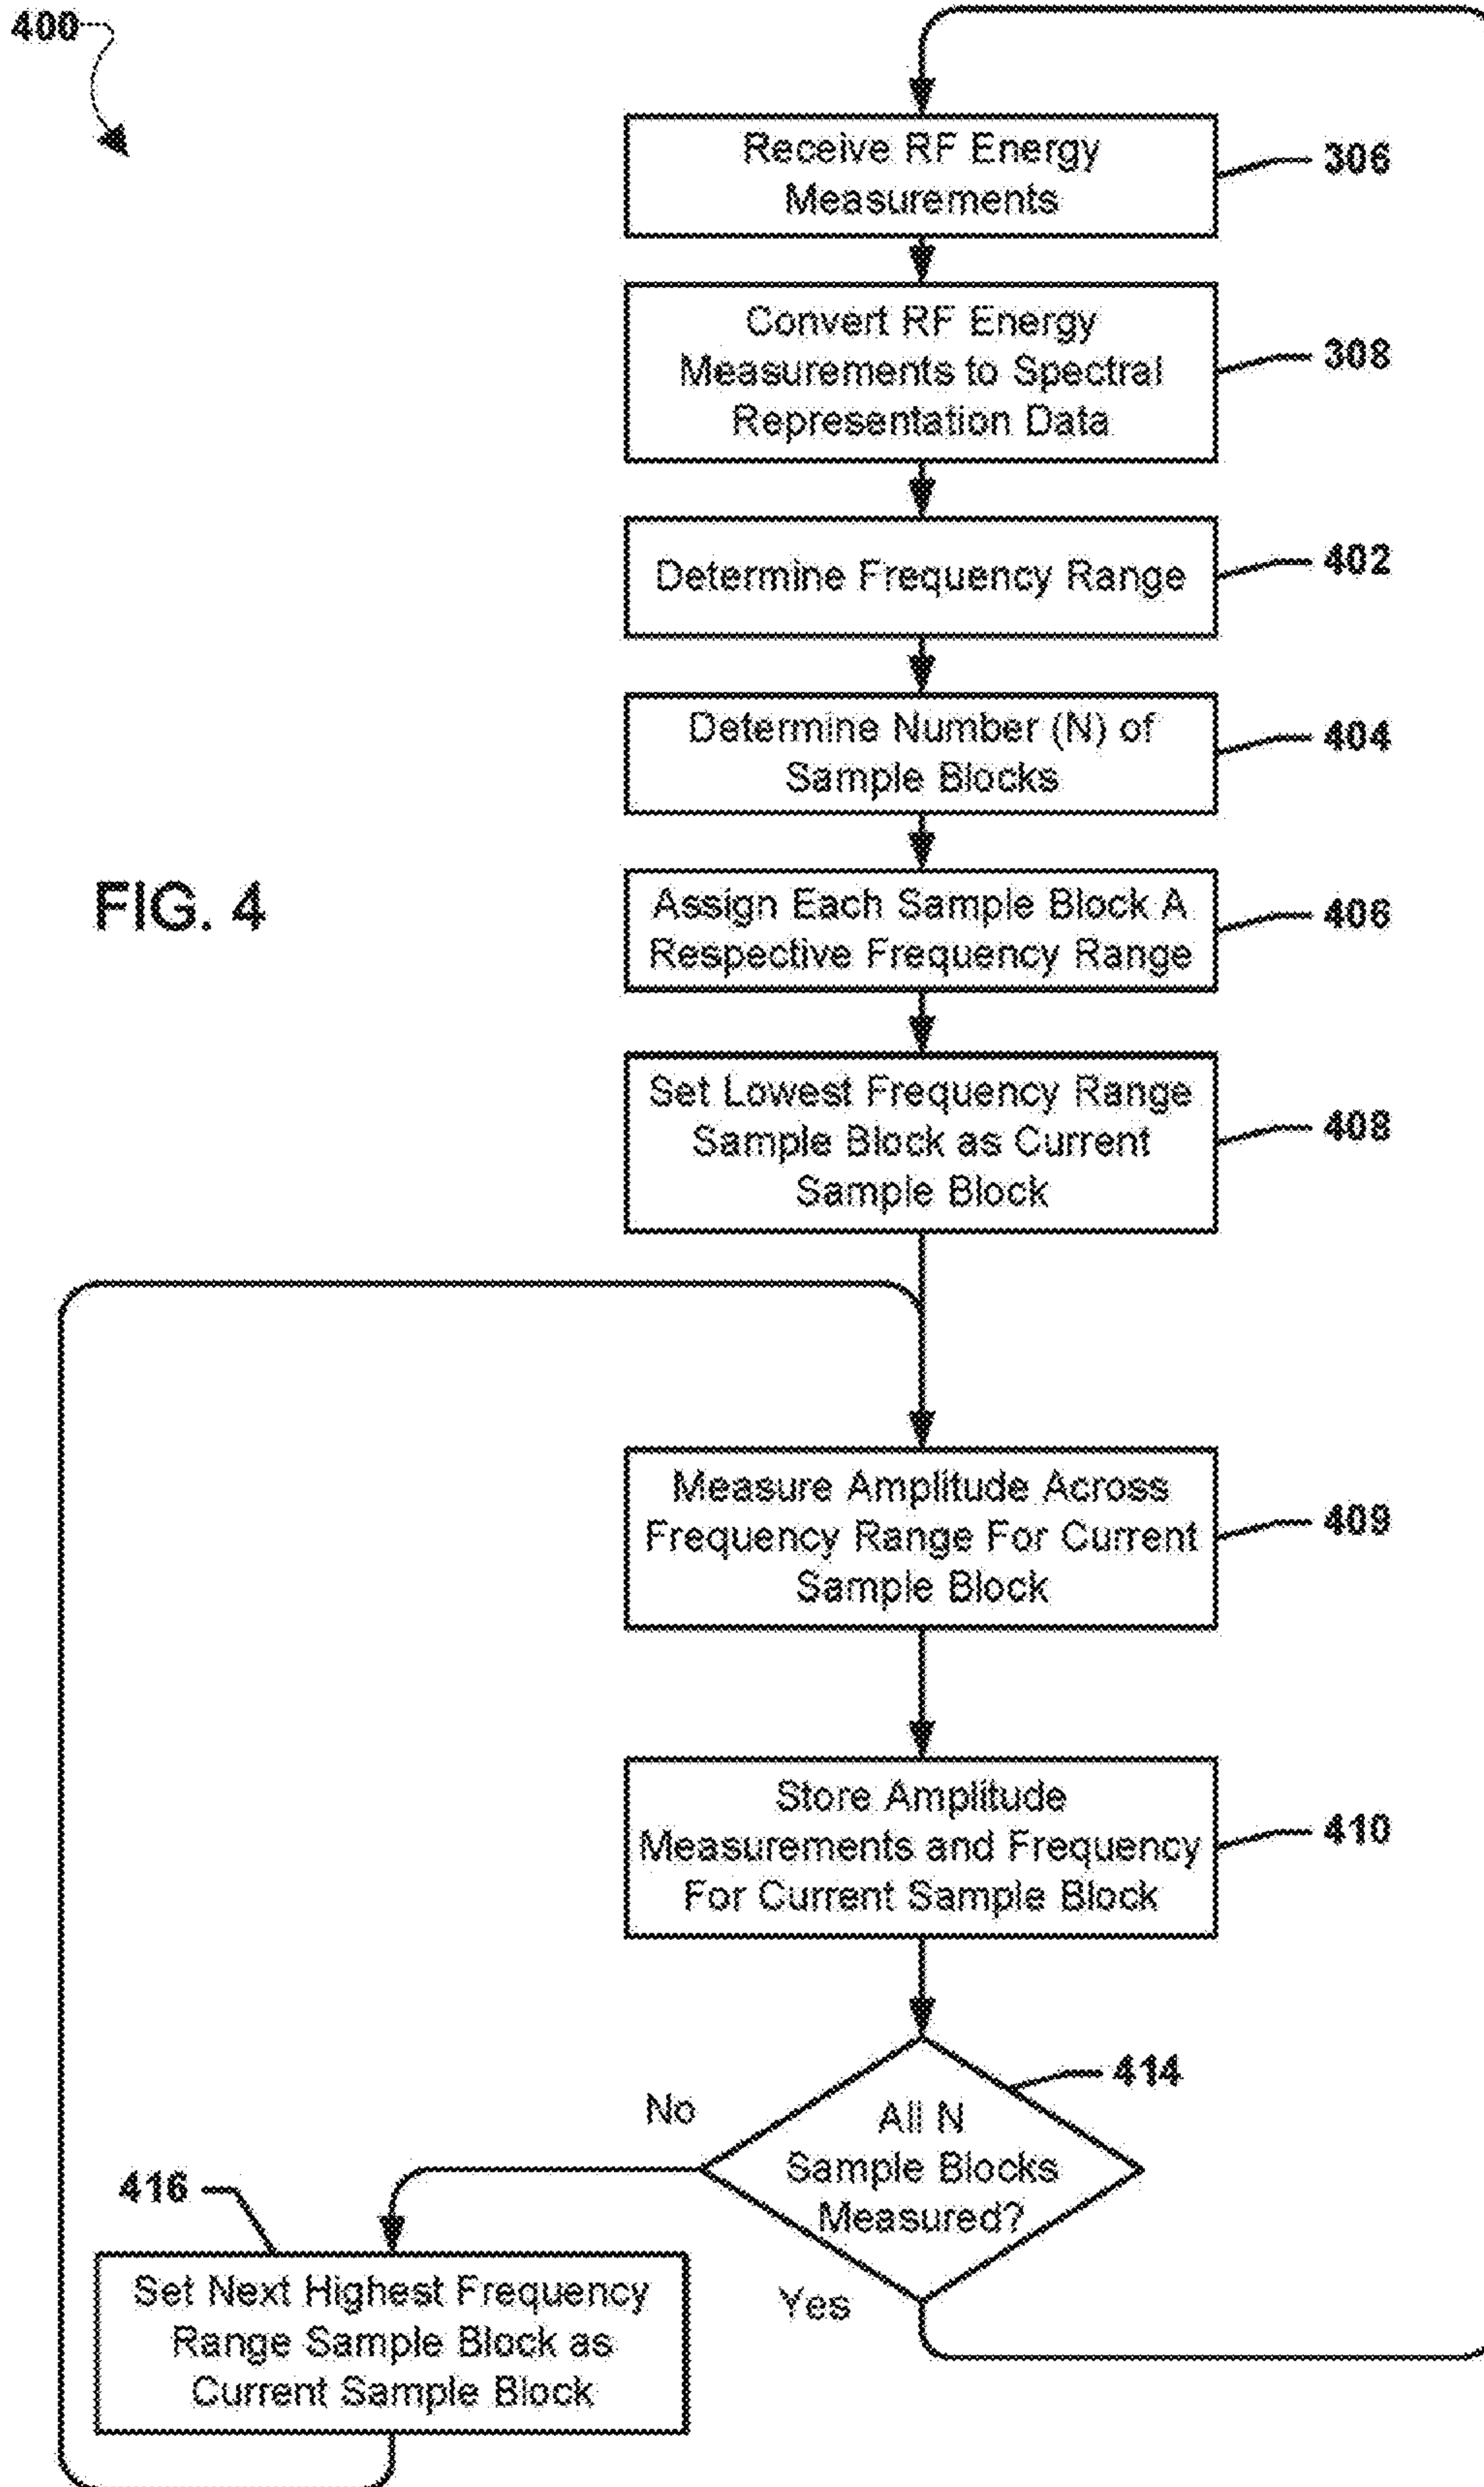 400
Receive RF Energy
Measurements
306
Convert RF Energy
Measurements to Spectral
Representation Data
308
Determine Frequency Range
402
Determine Number (N) of
Sample Blocks
404
FIG. 4
Assign Each Sample Block A
Respective Frequency Range
406
Set Lowest Frequency Range
Sample Block as Current
Sample Block
408
Measure Amplitude Across
Frequency Range For Current
Sample Block
409
Store Amplitude
Measurements and Frequency
For Current Sample Block
410
414
No
All N
Sample Blocks
Measured?
Yes
416
Set Next Highest Frequency
Range Sample Block as
Current Sample Block